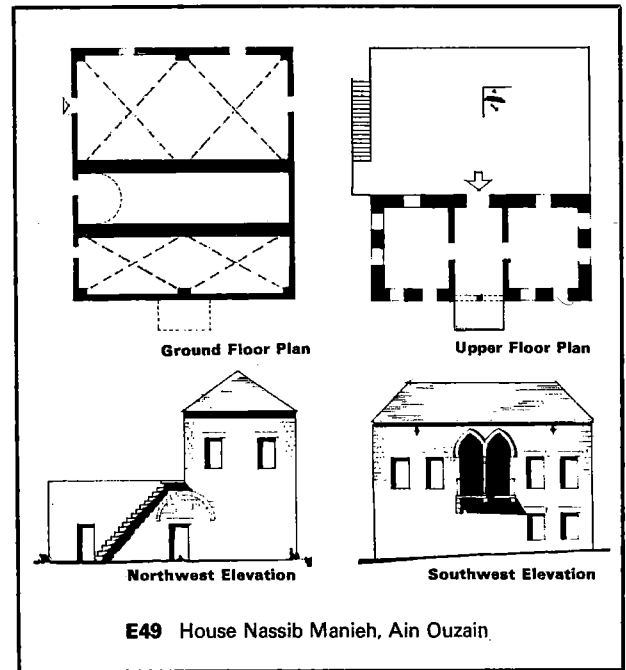 Ground Floor Plan
Upper Floor Plan
Northwest Elevation
Southwest Elevation
E49 House Nassib Manieh, Ain Ouzain